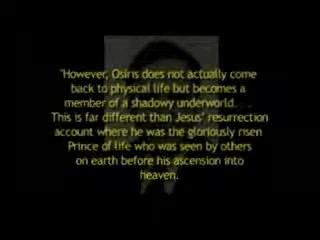 "However, Osiris does not actually come
back to physical life but becomes a
member of a shadowy underworld....
This is far different than Jesus' resurrection
account where he was the gloriously risen
Prince of life who was seen by others
on earth before his ascension into
heaven.